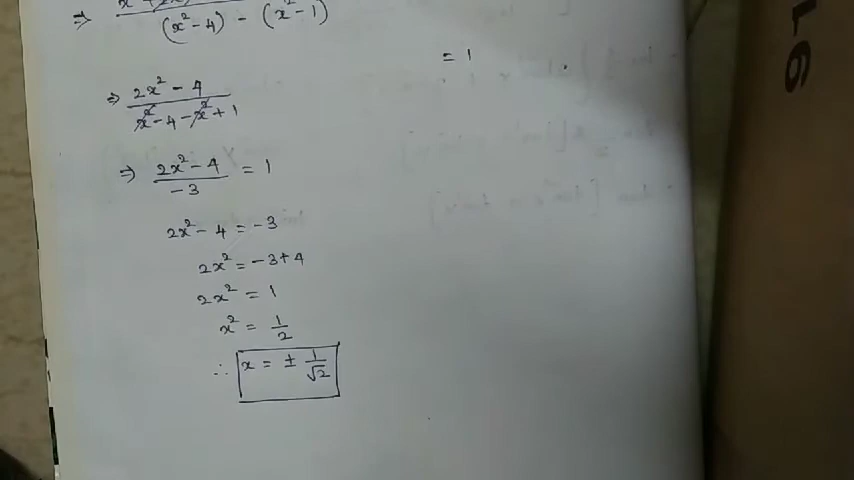 ⇒ (x²-4) - (x²-1)
= 1
⇒ 2x² - 4 / x² - 4 - x² + 1
⇒ 2x² - 4 / -3 = 1
2x² - 4 = -3
2x² = -3+4
2x² = 1
x² = 1/2
∴ x = ± 1/√2
L6